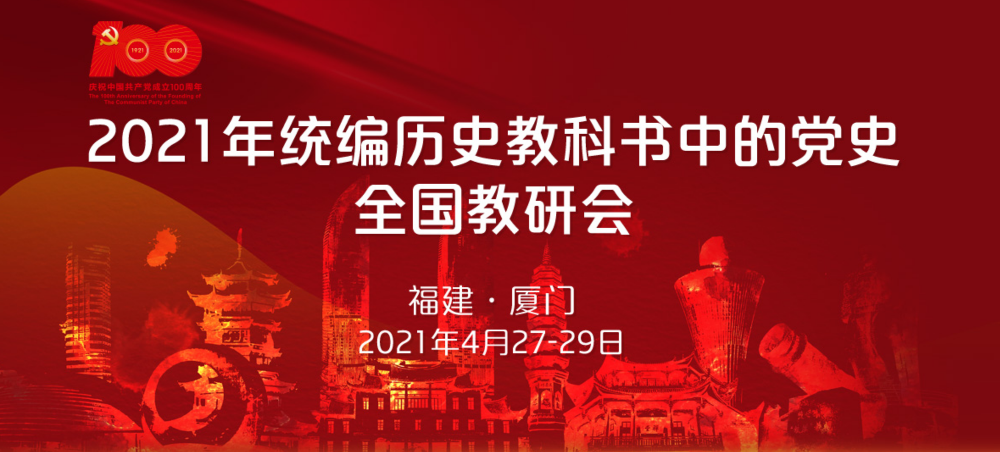 1921
2021
庆祝中国共产党成立100周年
The 100th Anniversary of the Founding of
The Communist Party of China
2021年统编历史教科书中的党史
全国教研会
福建·厦门
2021年4月27-29日